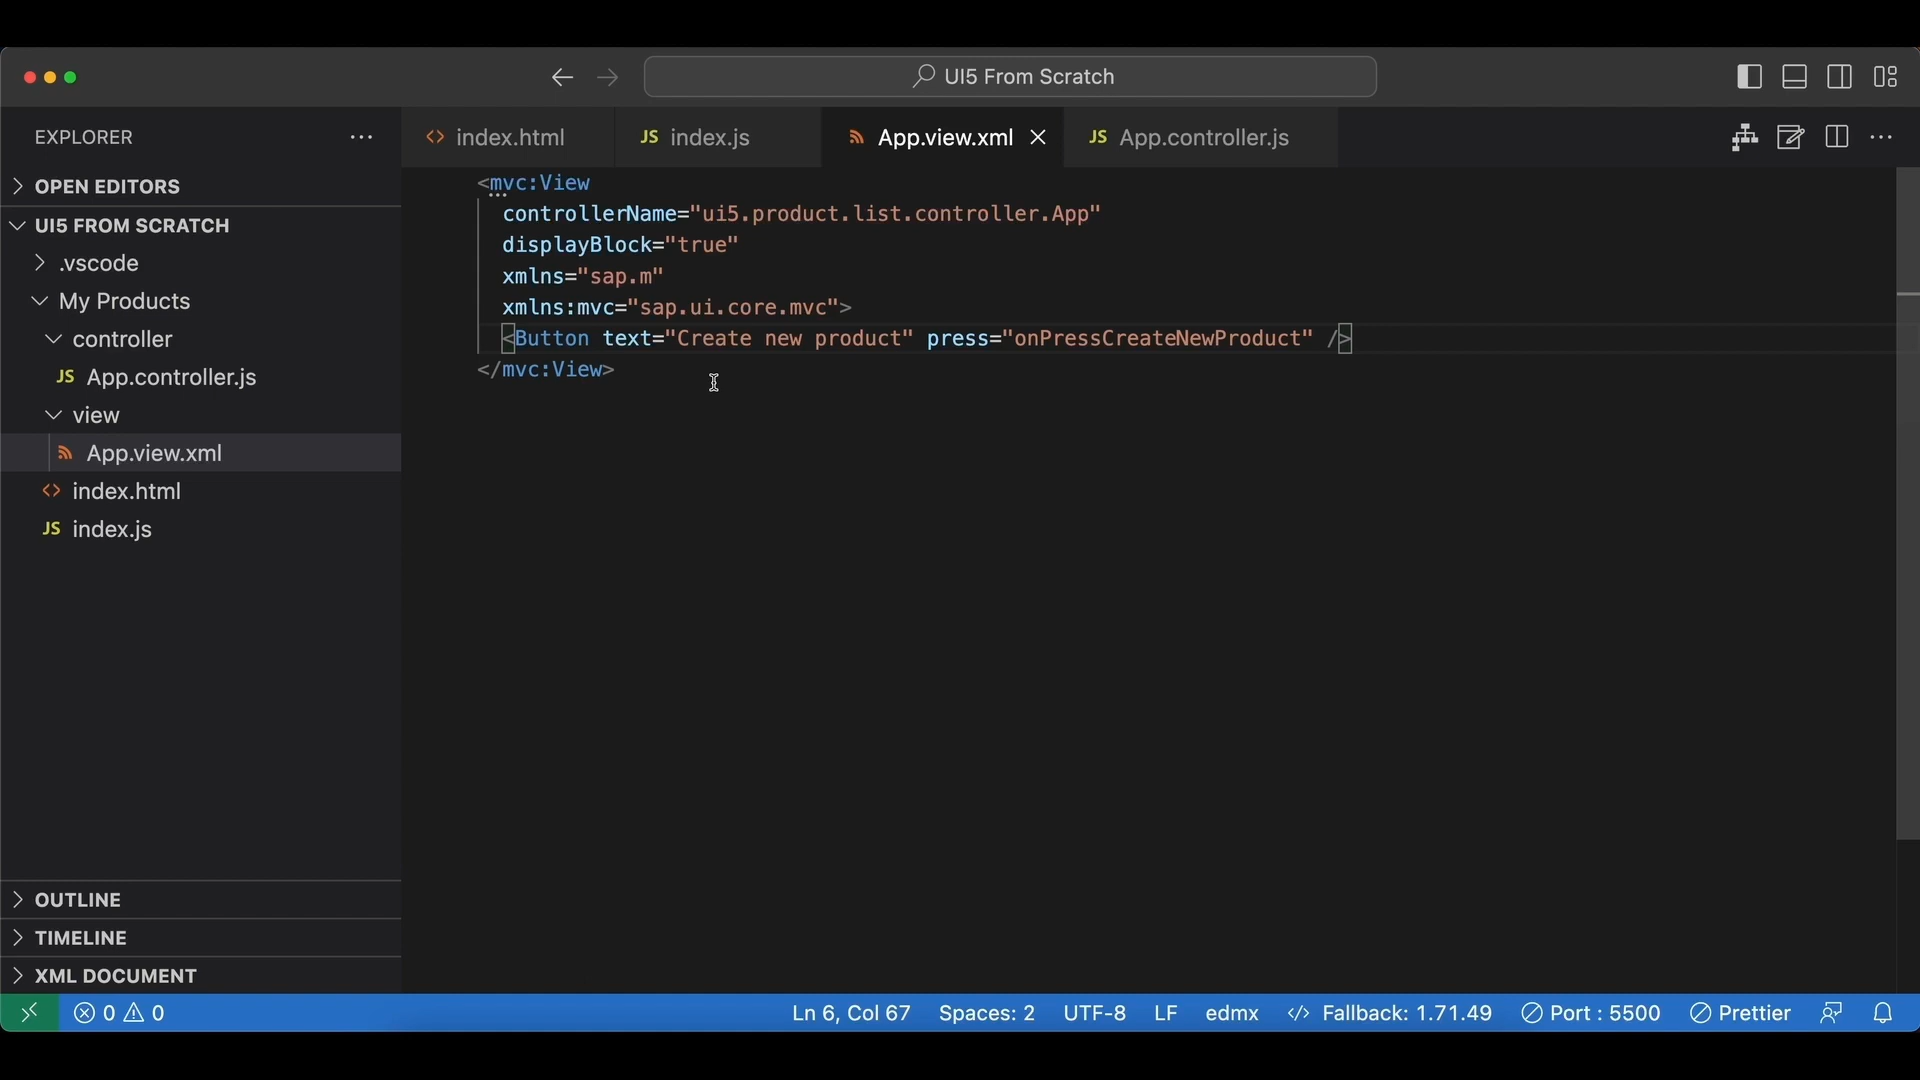 UI5 From Scratch
EXPLORER
index.html
JS index.js
App.view.xml
JS App.controller.js
OPEN EDITORS
UI5 FROM SCRATCH
.vscode
My Products
controller
JS App.controller.js
view
App.view.xml
index.html
JS index.js
OUTLINE
TIMELINE
XML DOCUMENT
<mvc:View
controllerName="ui5.product.list.controller.App"
displayBlock="true"
xmlns="sap.m"
xmlns:mvc="sap.ui.core.mvc">
<Button text="Create new product" press="onPressCreateNewProduct" />
</mvc:View>
0 0 Ln 6, Col 67 Spaces: 2 UTF-8 LF edmx </> Fallback: 1.71.49 Port : 5500 Prettier